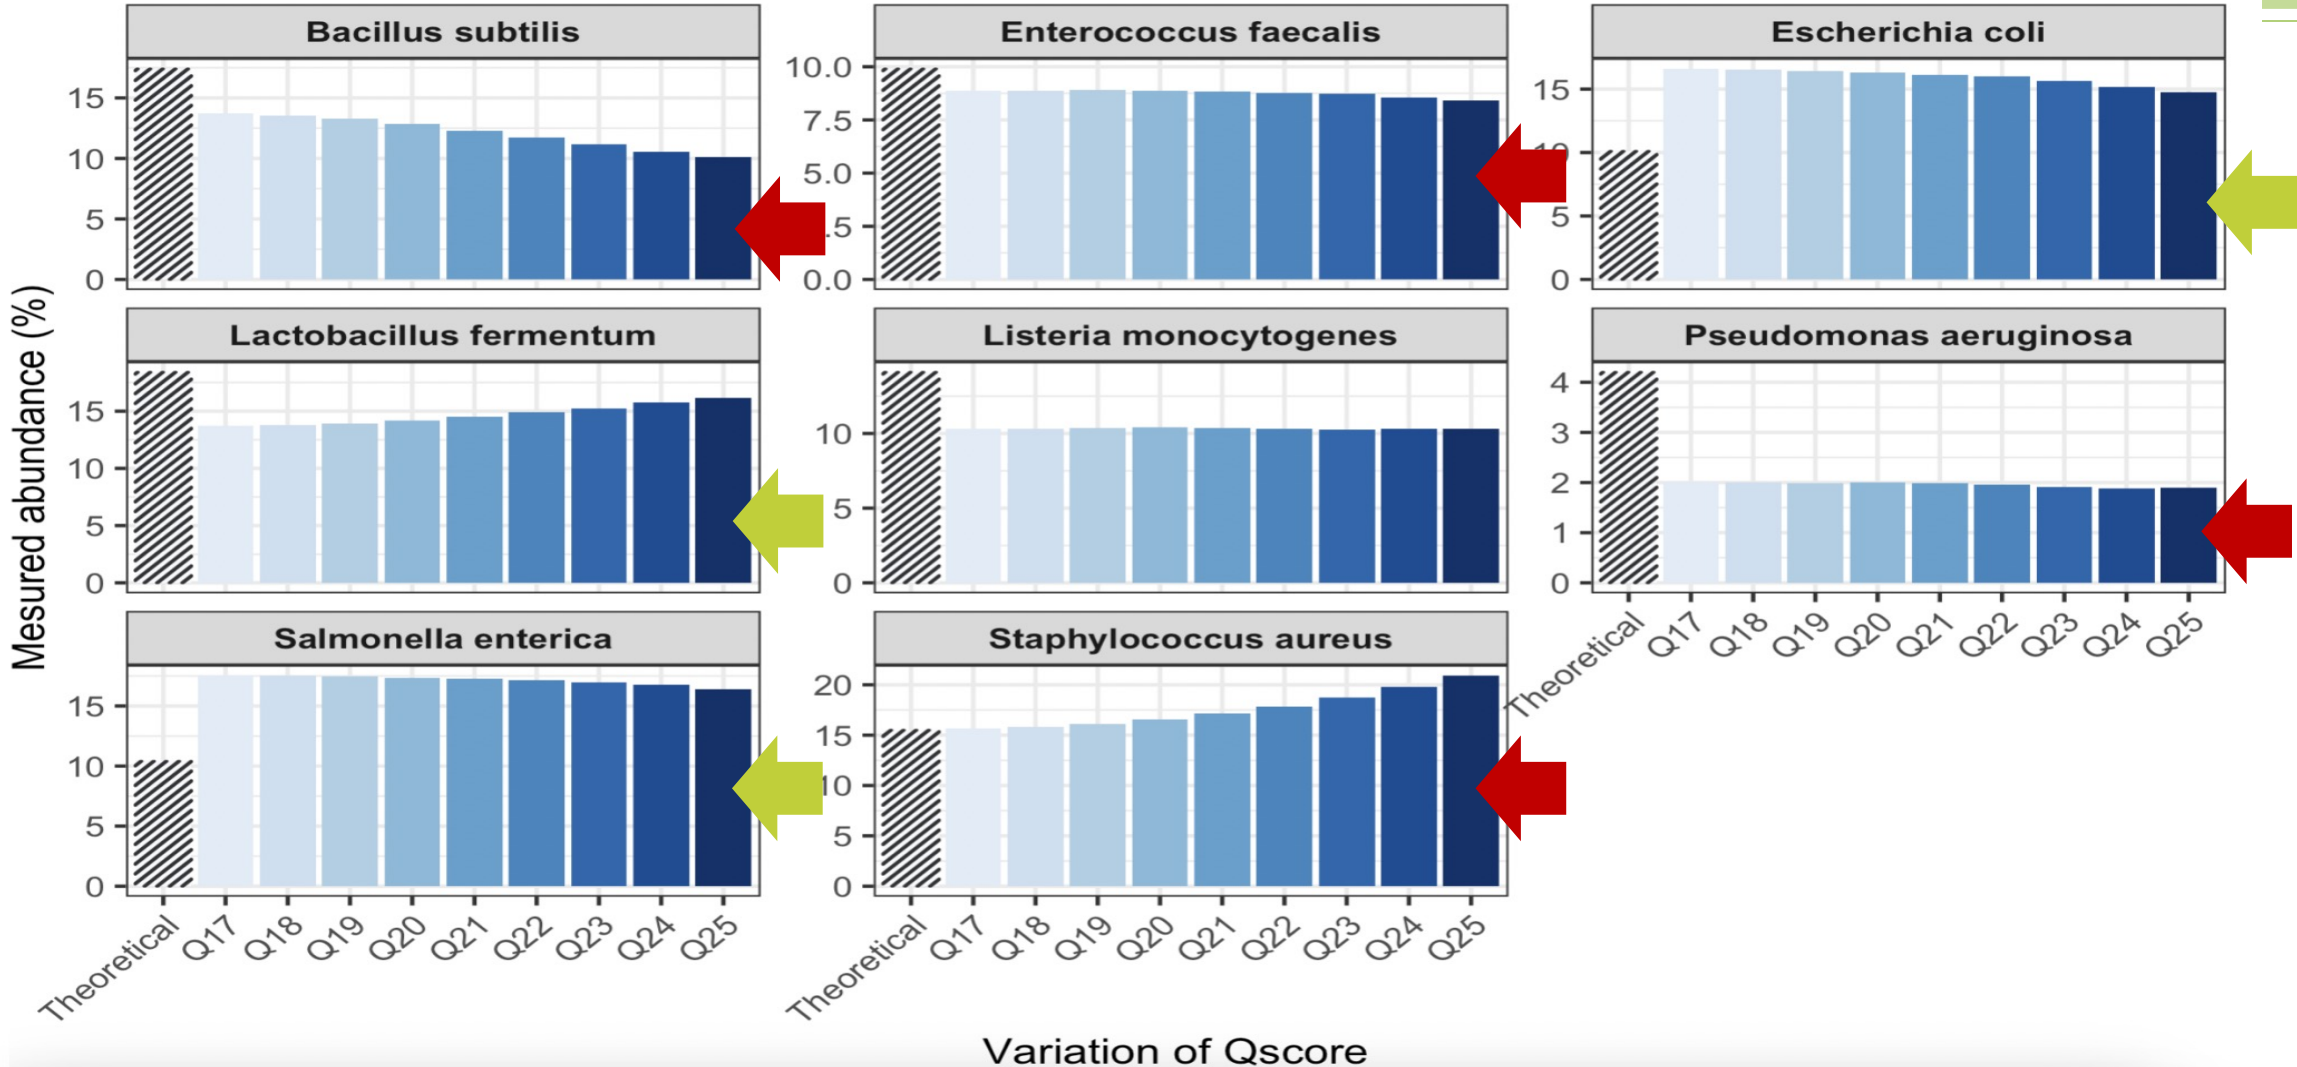 Bacillus subtilis
Enterococcus faecalis
Escherichia coli
15
10
5
0
10.0
7.5
5.0
.5
0.0
15
10
5
0
Mesured abundance (%)
Lactobacillus fermentum
Listeria monocytogenes
Pseudomonas aeruginosa
15
10
5
0
10
5
0
4
3
2
1
0
Theoretical Q17 Q18 Q19 Q20 Q21 Q22 Q23 Q24 Q25
Salmonella enterica
Staphylococcus aureus
15
10
5
0
20
15
10
5
0
Theoretical Q17 Q18 Q19 Q20 Q21 Q22 Q23 Q24 Q25
Theoretical Q17 Q18 Q19 Q20 Q21 Q22 Q23 Q24 Q25
Variation of Qscore